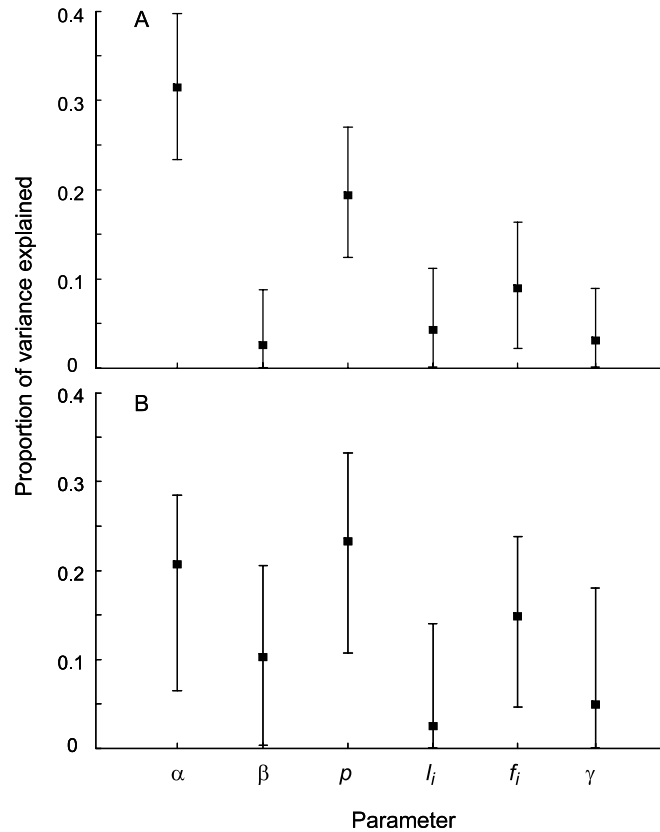 Proportion of variance explained
A
0.4
0.3
0.2
0.1
0
B
0.4
0.3
0.2
0.1
0
α β p lᵢ fᵢ γ
Parameter